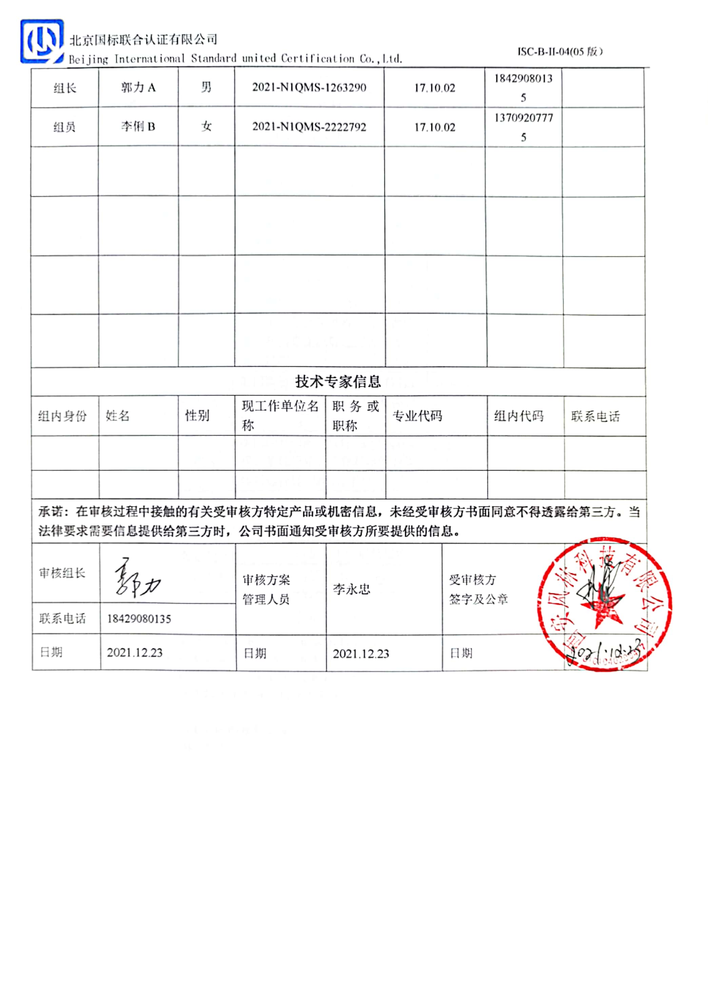 北京国标联合认证有限公司
Beijing International Standard united Certification Co.,Ltd.
ISC-B-II-04(05 版)
组长 郭力 A 男 2021-N1QMS-1263290 17.10.02 1842908013
5
组员 李俐 B 女 2021-N1QMS-2222792 17.10.02 1370920777
5
技术专家信息
组内身份 姓名 性别 现工作单位名 职 务 或 专业代码 组内代码 联系电话
称 职称
承诺：在审核过程中接触的有关受审核方特定产品或机密信息，未经受审核方书面同意不得透露给第三方。当
法律要求需要信息提供给第三方时，公司书面通知受审核方所要提供的信息。
审核组长 郭力 审核方案 李永忠 受审核方
管理人员 签字及公章
西安风林科技有限公司
联系电话 18429080135
日期 2021.12.23 日期 2021.12.23 日期